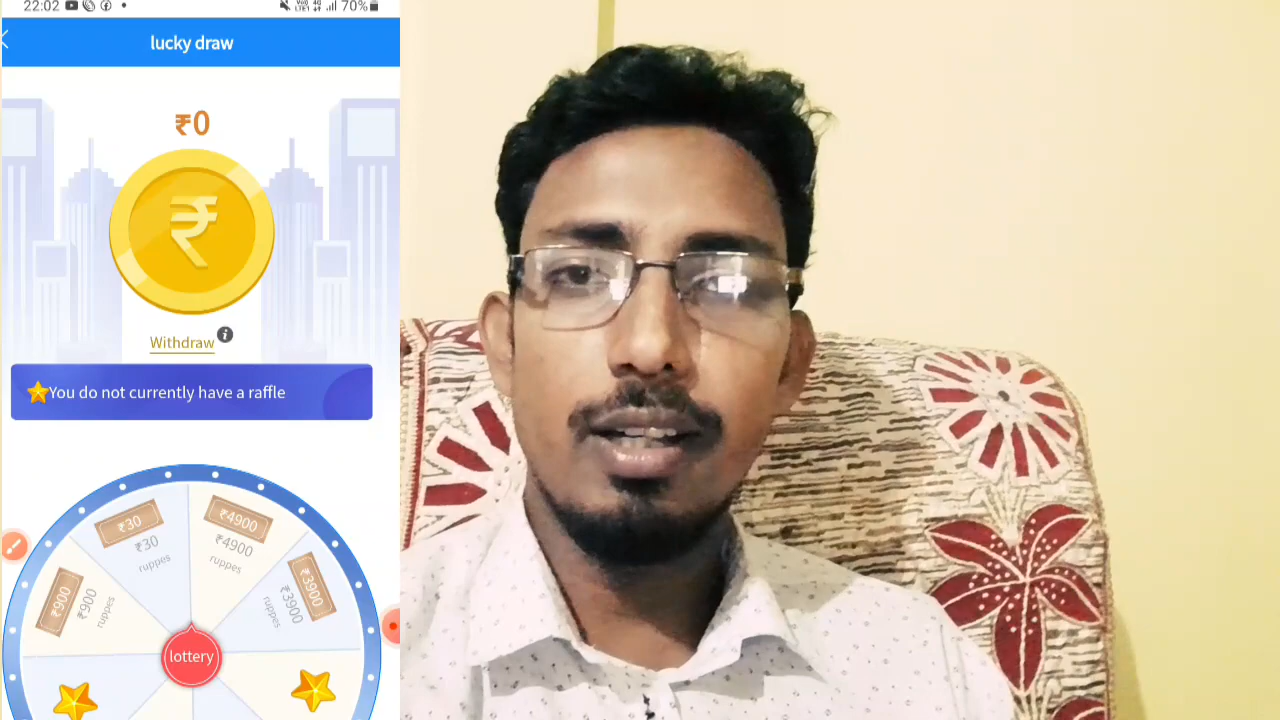 22:02 70%
lucky draw
₹0
Withdraw
You do not currently have a raffle
₹30
₹30
ruppes
₹4900
₹4900
ruppes
₹900
₹900
ruppes
₹3900
₹3900
ruppes
lottery